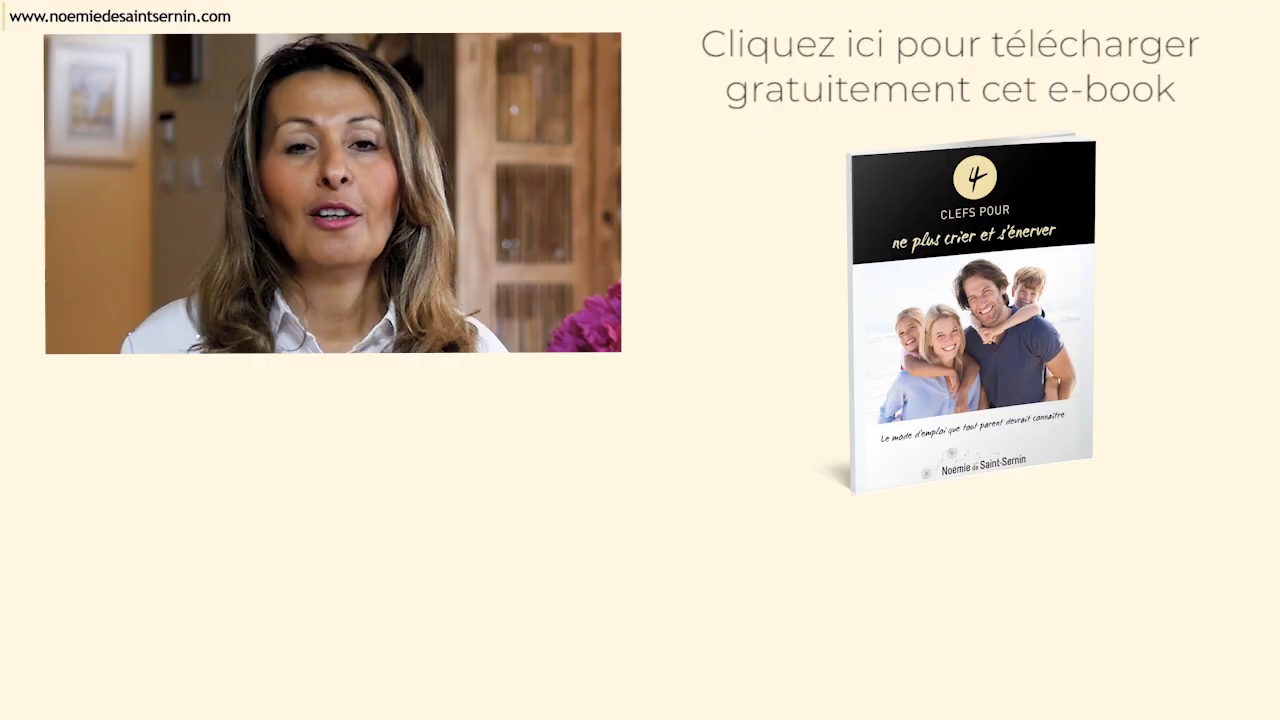 www.noemiedesaintsernin.com
Cliquez ici pour télécharger
gratuitement cet e-book
4
CLEFS POUR
ne plus crier et s'énerver
Le mode d'emploi que tout parent devrait connaître
Noémie de Saint-Sernin